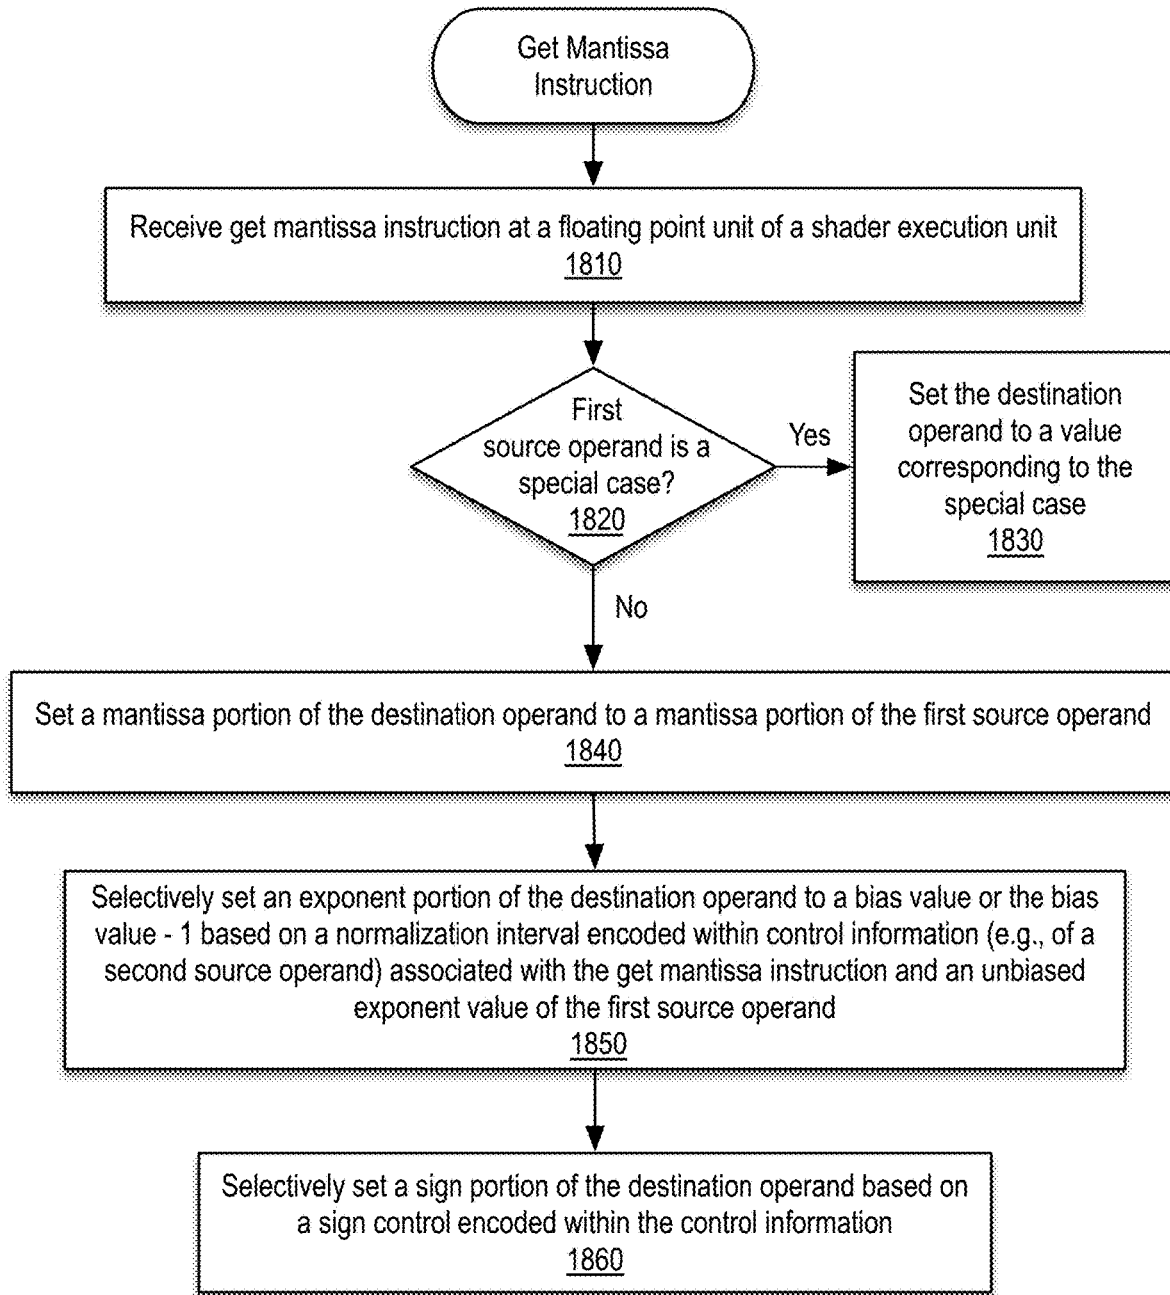 Get Mantissa
Instruction
Receive get mantissa instruction at a floating point unit of a shader execution unit
1810
First
source operand is a
special case?
1820
Yes
Set the destination
operand to a value
corresponding to the
special case
1830
No
Set a mantissa portion of the destination operand to a mantissa portion of the first source operand
1840
Selectively set an exponent portion of the destination operand to a bias value or the bias
value - 1 based on a normalization interval encoded within control information (e.g., of a
second source operand) associated with the get mantissa instruction and an unbiased
exponent value of the first source operand
1850
Selectively set a sign portion of the destination operand based on
a sign control encoded within the control information
1860